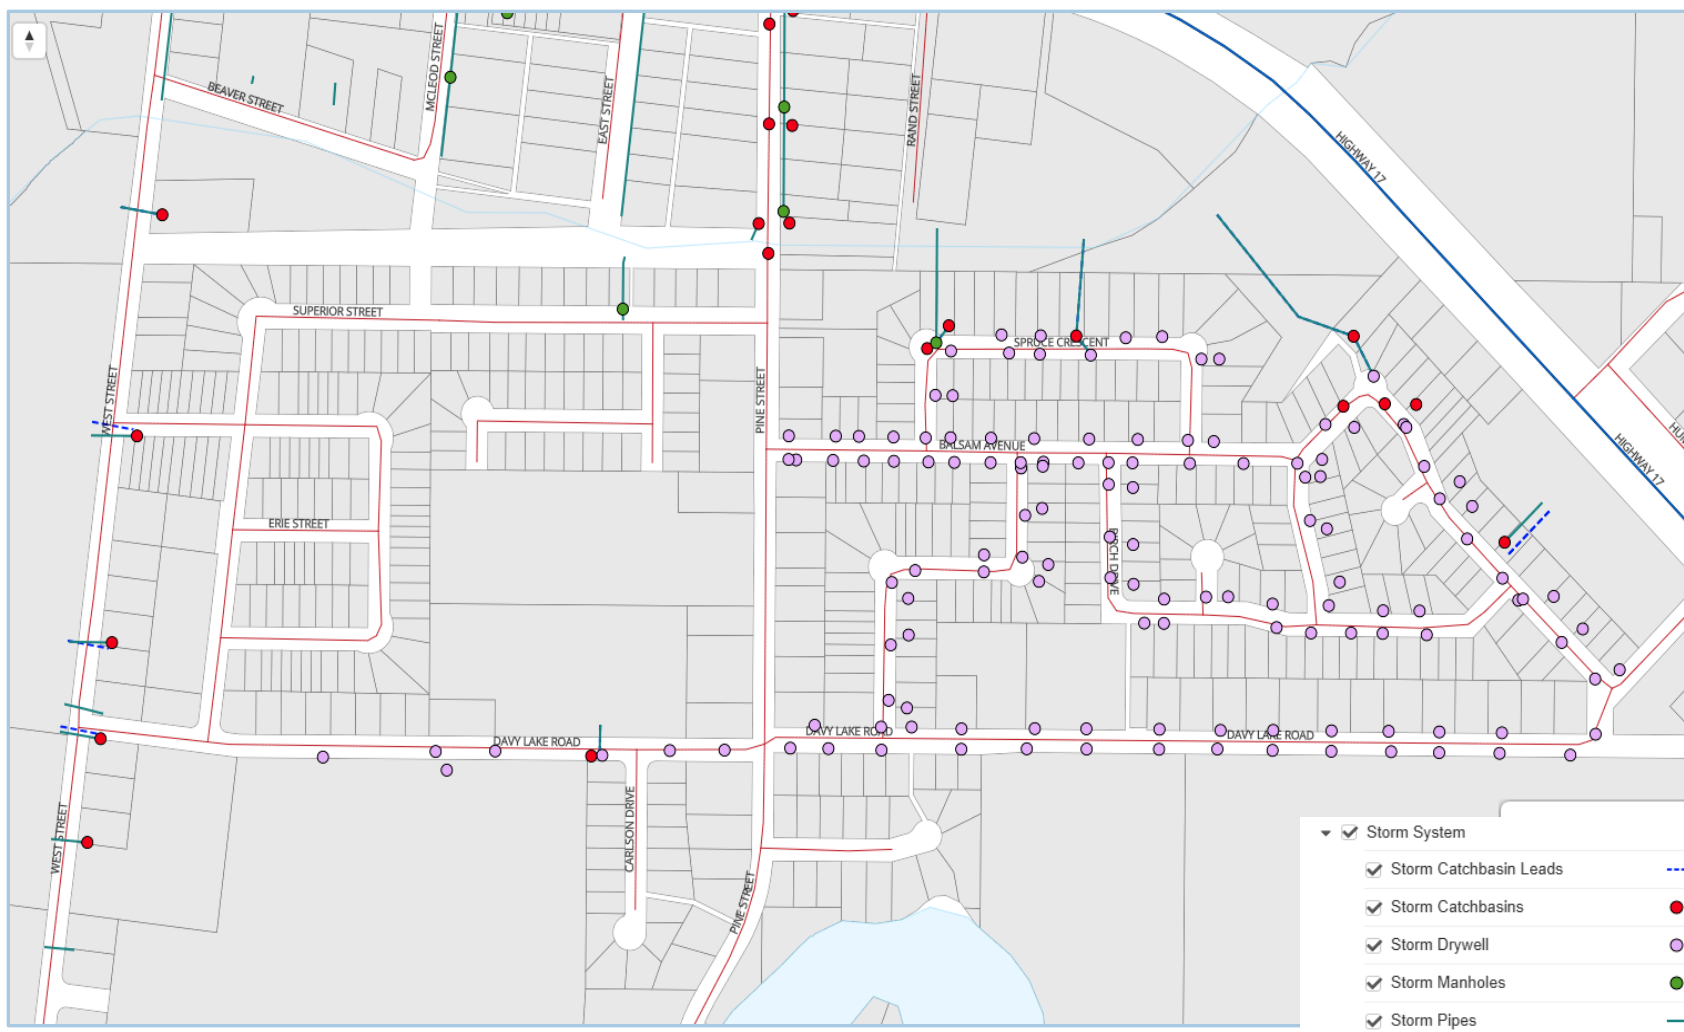 MCLEOD STREET
BEAVER STREET
EAST STREET
RAND STREET
HIGHWAY 17
SUPERIOR STREET
SPRUCE CRESCENT
WEST STREET
PINE STREET
BALSAM AVENUE
HIGHWAY 17
ERIE STREET
BIRCH DRIVE
DAVY LAKE ROAD
DAVY LAKE ROAD
DAVY LAKE ROAD
WEST STREET
CARLSON DRIVE
PINE STREET
Storm System
Storm Catchbasin Leads
Storm Catchbasins
Storm Drywell
Storm Manholes
Storm Pipes